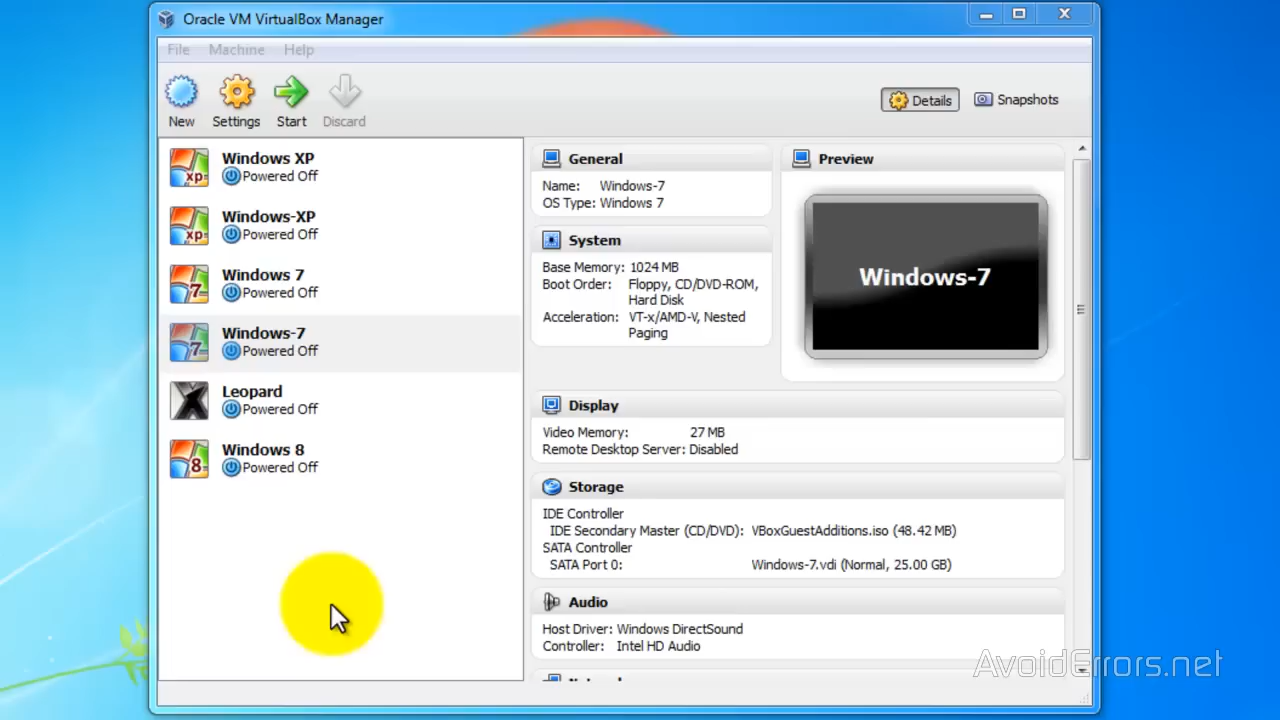 Oracle VM VirtualBox Manager
File Machine Help
New Settings Start Discard
Details Snapshots
Windows XP
Powered Off
Windows-XP
Powered Off
Windows 7
Powered Off
Windows-7
Powered Off
Leopard
Powered Off
Windows 8
Powered Off
General
Name: Windows-7
OS Type: Windows 7
System
Base Memory: 1024 MB
Boot Order: Floppy, CD/DVD-ROM,
Hard Disk
Acceleration: VT-x/AMD-V, Nested
Paging
Preview
Windows-7
Display
Video Memory: 27 MB
Remote Desktop Server: Disabled
Storage
IDE Controller
IDE Secondary Master (CD/DVD): VBoxGuestAdditions.iso (48.42 MB)
SATA Controller
SATA Port 0: Windows-7.vdi (Normal, 25.00 GB)
Audio
Host Driver: Windows DirectSound
Controller: Intel HD Audio
AvoidErrors.net